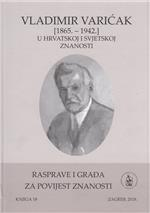 VLADIMIR VARIĆAK
[1865. – 1942.]
U HRVATSKOJ I SVJETSKOJ
ZNANOSTI
RASPRAVE I GRAĐA
ZA POVIJEST ZNANOSTI
KNJIGA 18
ZAGREB, 2018.